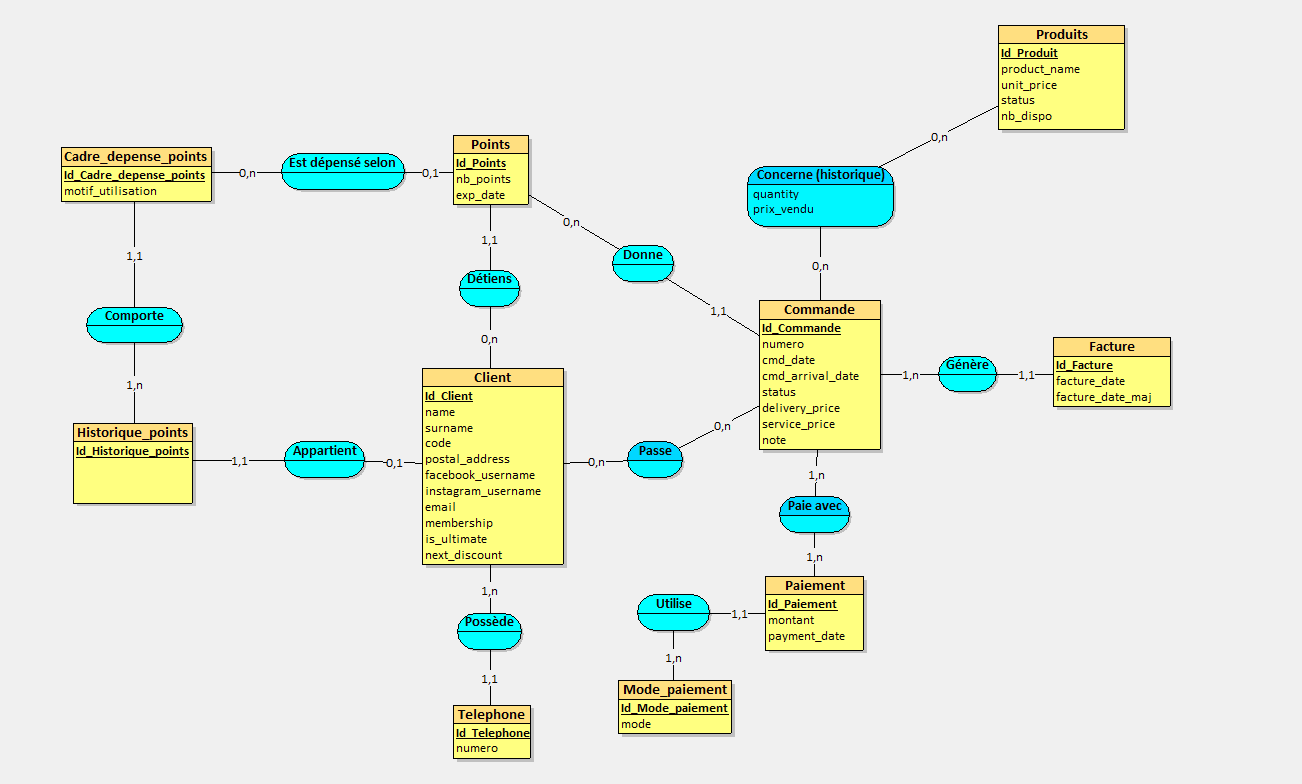 Produits
Id_Produit
product_name
unit_price
status
nb_dispo
0,n
Cadre_depense_points
Id_Cadre_depense_points
motif_utilisation
0,n
Est dépensé selon
0,1
Points
Id_Points
nb_points
exp_date
0,n
Concerne (historique)
quantity
prix_vendu
1,1
1,1
Donne
0,n
Détiens
1,1
Comporte
0,n
1,n
Commande
Id_Commande
numero
cmd_date
cmd_arrival_date
status
delivery_price
service_price
note
1,n
Génère
1,1
Facture
Id_Facture
facture_date
facture_date_maj
Client
Id_Client
name
surname
code
postal_address
facebook_username
instagram_username
email
membership
is_ultimate
next_discount
Historique_points
Id_Historique_points
1,1
Appartient
0,1
0,n
Passe
0,n
1,n
Paie avec
1,n
1,n
Possède
1,1
Telephone
Id_Telephone
numero
Utilise
1,1
Paiement
Id_Paiement
montant
payment_date
1,n
Mode_paiement
Id_Mode_paiement
mode